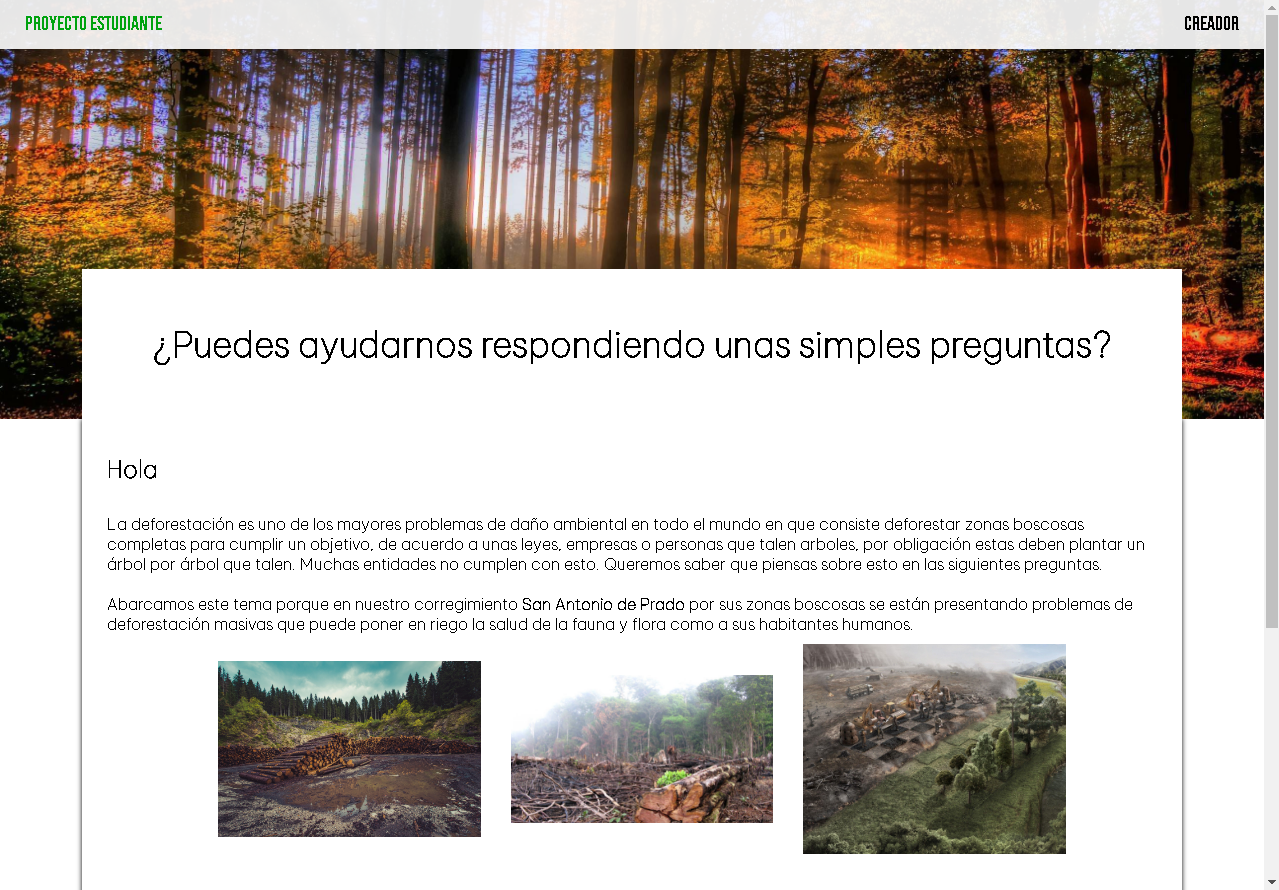 PROYECTO ESTUDIANTE
CREADOR
¿Puedes ayudarnos respondiendo unas simples preguntas?
Hola
La deforestación es uno de los mayores problemas de daño ambiental en todo el mundo en que consiste deforestar zonas boscosas
completas para cumplir un objetivo, de acuerdo a unas leyes, empresas o personas que talen arboles, por obligación estas deben plantar un
árbol por árbol que talen. Muchas entidades no cumplen con esto. Queremos saber que piensas sobre esto en las siguientes preguntas.
Abarcamos este tema porque en nuestro corregimiento San Antonio de Prado por sus zonas boscosas se están presentando problemas de
deforestación masivas que puede poner en riego la salud de la fauna y flora como a sus habitantes humanos.